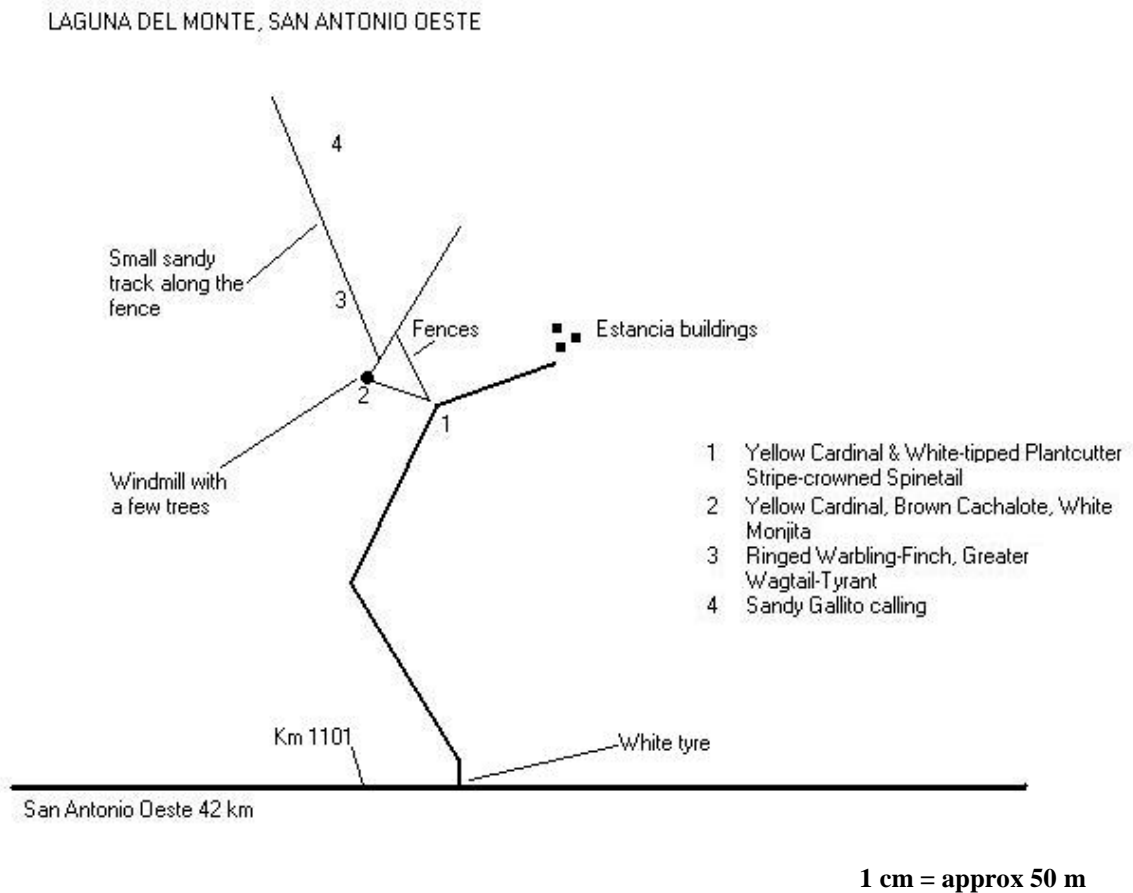 LAGUNA DEL MONTE, SAN ANTONIO OESTE
4
Small sandy
track along the
fence
3
Fences
Estancia buildings
2
1
Windmill with
a few trees
1 Yellow Cardinal & White-tipped Plantcutter
Stripe-crowned Spinetail
2 Yellow Cardinal, Brown Cachalote, White
Monjita
3 Ringed Warbling-Finch, Greater
Wagtail-Tyrant
4 Sandy Gallito calling
Km 1101
White tyre
San Antonio Oeste 42 km
1 cm = approx 50 m